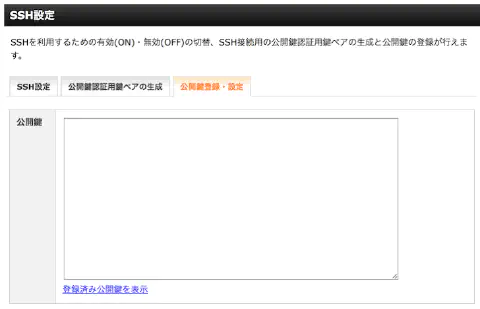 SSH設定
SSHを利用するための有効(ON)・無効(OFF)の切替、SSH接続用の公開鍵認証用鍵ペアの生成と公開鍵の登録が行えま
す。
SSH設定 公開鍵認証用鍵ペアの生成 公開鍵登録・設定
公開鍵
登録済み公開鍵を表示